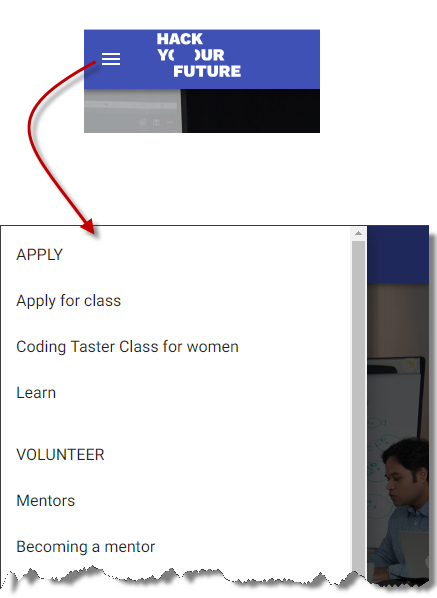 HACK
YOUR
FUTURE
APPLY
Apply for class
Coding Taster Class for women
Learn
VOLUNTEER
Mentors
Becoming a mentor